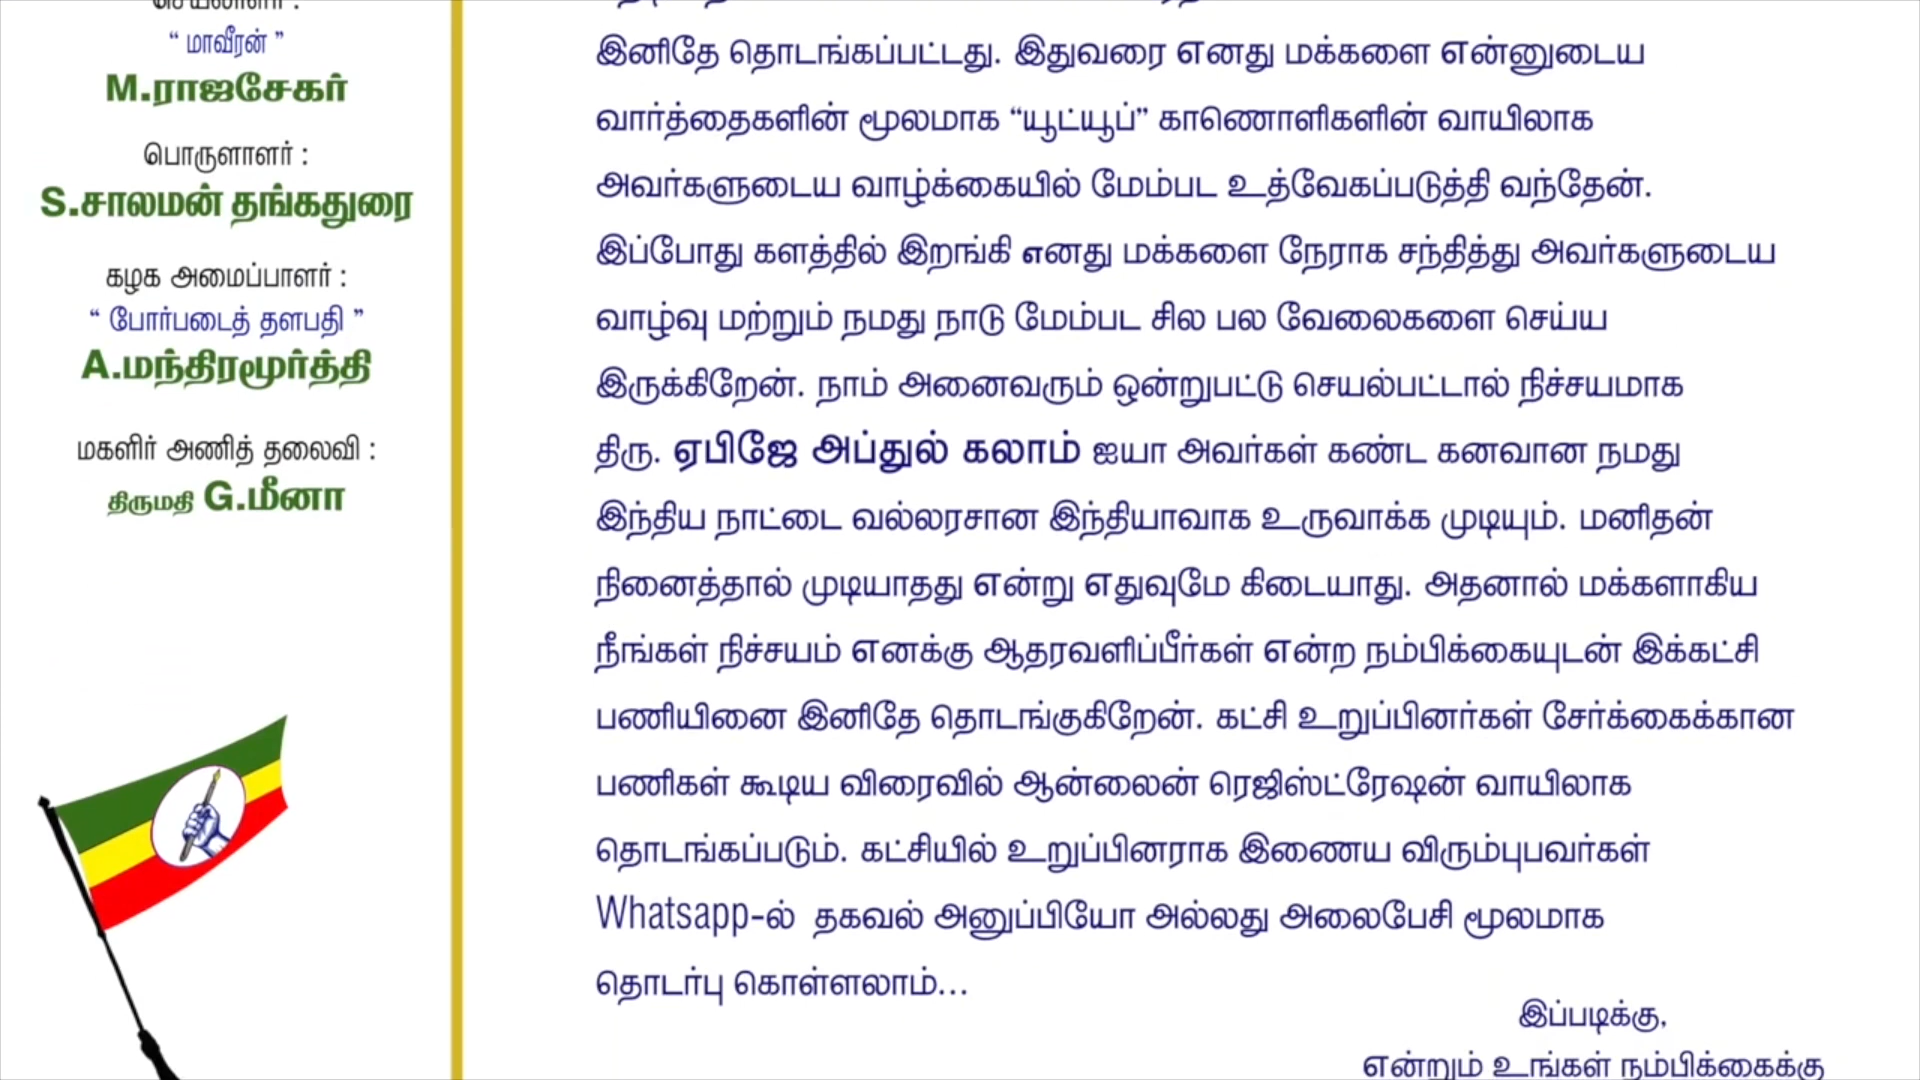 செயலாளர் :
“ மாவீரன் ”
M.ராஜசேகர்
பொருளாளர் :
S.சாலமன் தங்கதுரை
கழக அமைப்பாளர் :
“ போர்படைத் தளபதி ”
A.மந்திரமூர்த்தி
மகளிர் அணித் தலைவி :
திருமதி G.மீனா
இனிதே தொடங்கப்பட்டது. இதுவரை எனது மக்களை என்னுடைய
வார்த்தைகளின் மூலமாக “யூட்யூப்” காணொளிகளின் வாயிலாக
அவர்களுடைய வாழ்க்கையில் மேம்பட உத்வேகப்படுத்தி வந்தேன்.
இப்போது களத்தில் இறங்கி எனது மக்களை நேராக சந்தித்து அவர்களுடைய
வாழ்வு மற்றும் நமது நாடு மேம்பட சில பல வேலைகளை செய்ய
இருக்கிறேன். நாம் அனைவரும் ஒன்றுபட்டு செயல்பட்டால் நிச்சயமாக
திரு. ஏபிஜே அப்துல் கலாம் ஐயா அவர்கள் கண்ட கனவான நமது
இந்திய நாட்டை வல்லரசான இந்தியாவாக உருவாக்க முடியும். மனிதன்
நினைத்தால் முடியாதது என்று எதுவுமே கிடையாது. அதனால் மக்களாகிய
நீங்கள் நிச்சயம் எனக்கு ஆதரவளிப்பீர்கள் என்ற நம்பிக்கையுடன் இக்கட்சி
பணியினை இனிதே தொடங்குகிறேன். கட்சி உறுப்பினர்கள் சேர்க்கைக்கான
பணிகள் கூடிய விரைவில் ஆன்லைன் ரெஜிஸ்ட்ரேஷன் வாயிலாக
தொடங்கப்படும். கட்சியில் உறுப்பினராக இணைய விரும்புபவர்கள்
Whatsapp-ல் தகவல் அனுப்பியோ அல்லது அலைபேசி மூலமாக
தொடர்பு கொள்ளலாம்...
இப்படிக்கு,
என்றும் உங்கள் நம்பிக்கைக்கு